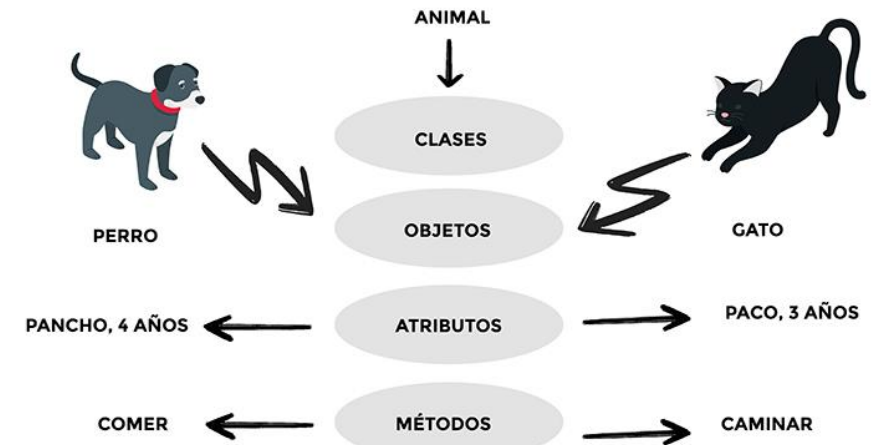 ANIMAL
CLASES
PERRO
OBJETOS
GATO
PANCHO, 4 AÑOS
ATRIBUTOS
PACO, 3 AÑOS
COMER
MÉTODOS
CAMINAR